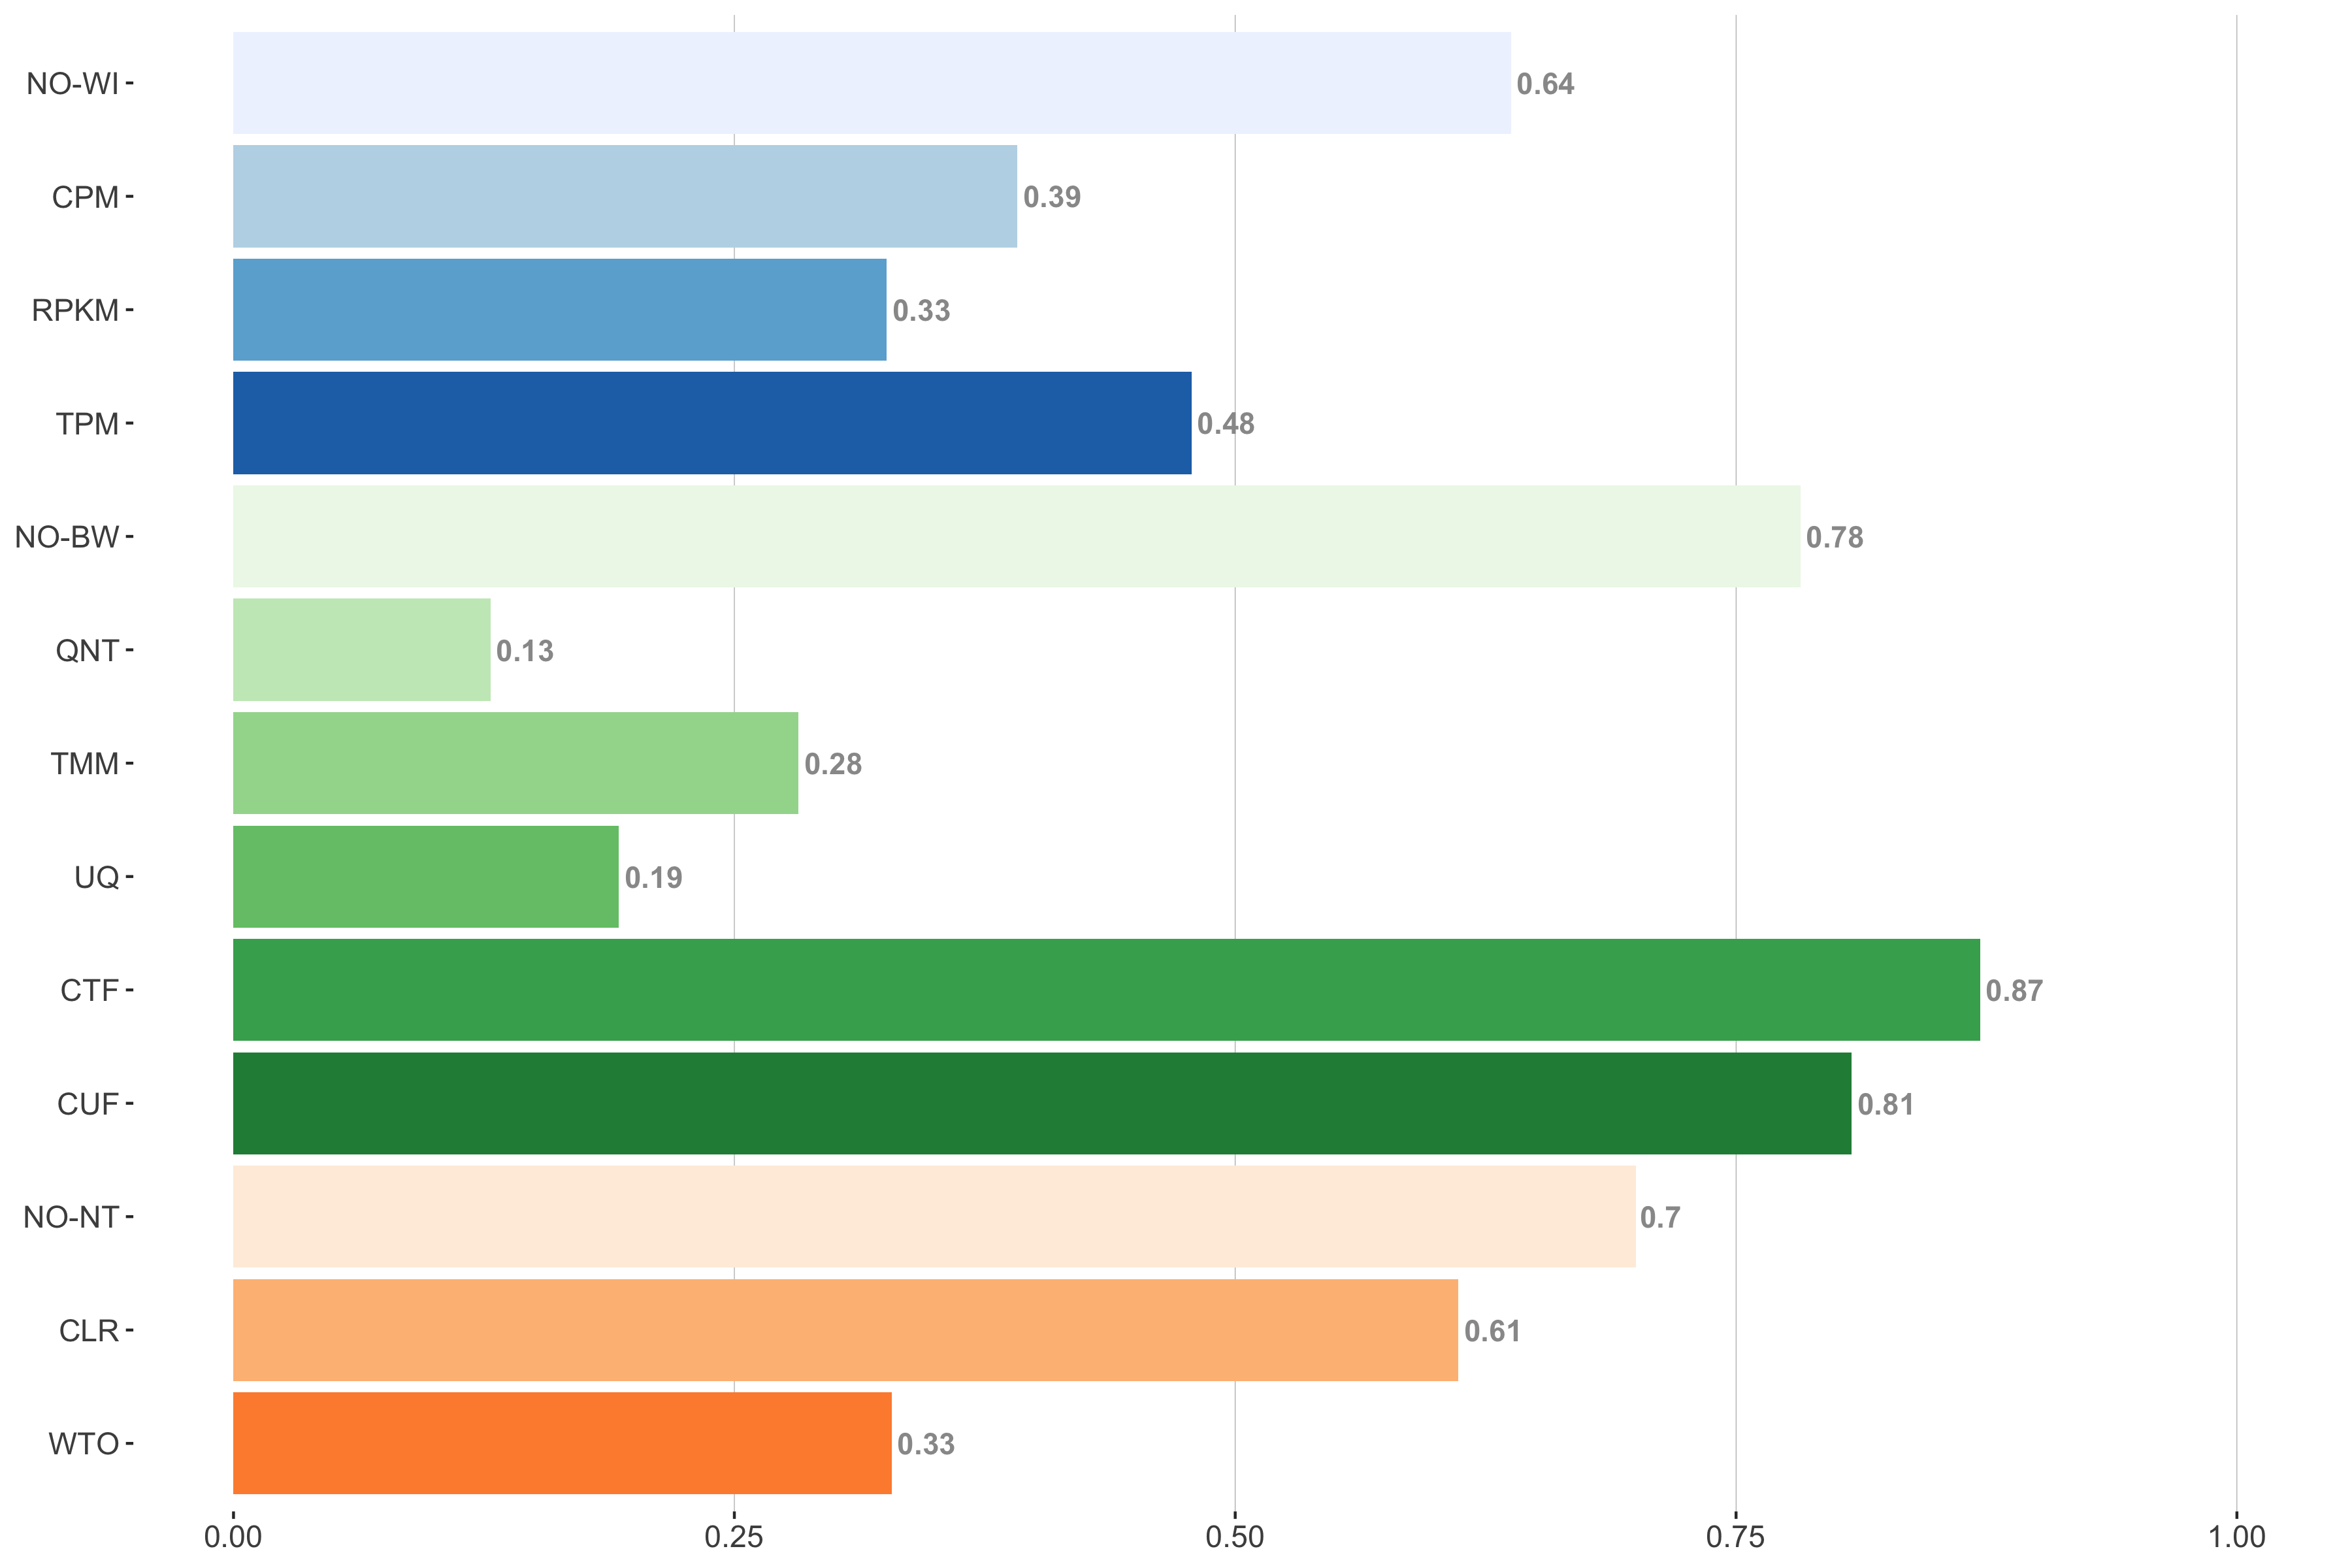 NO-WI 0.64
CPM 0.39
RPKM 0.33
TPM 0.48
NO-BW 0.78
QNT 0.13
TMM 0.28
UQ 0.19
CTF 0.87
CUF 0.81
NO-NT 0.7
CLR 0.61
WTO 0.33
0.00 0.25 0.50 0.75 1.00